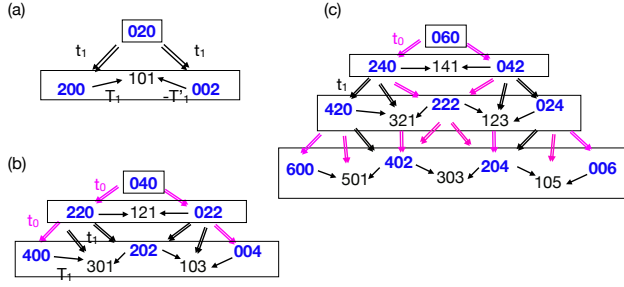 (a)
020
t₁ t₁
200 101 002
T₁ -T'₁
(b)
040
t₀
220 121 022
t₀ t₁
400 202 004
301 103
T₁
(c)
060
t₀
240 141 042
t₁
420 222 024
321 123
600 402 204 006
501 303 105